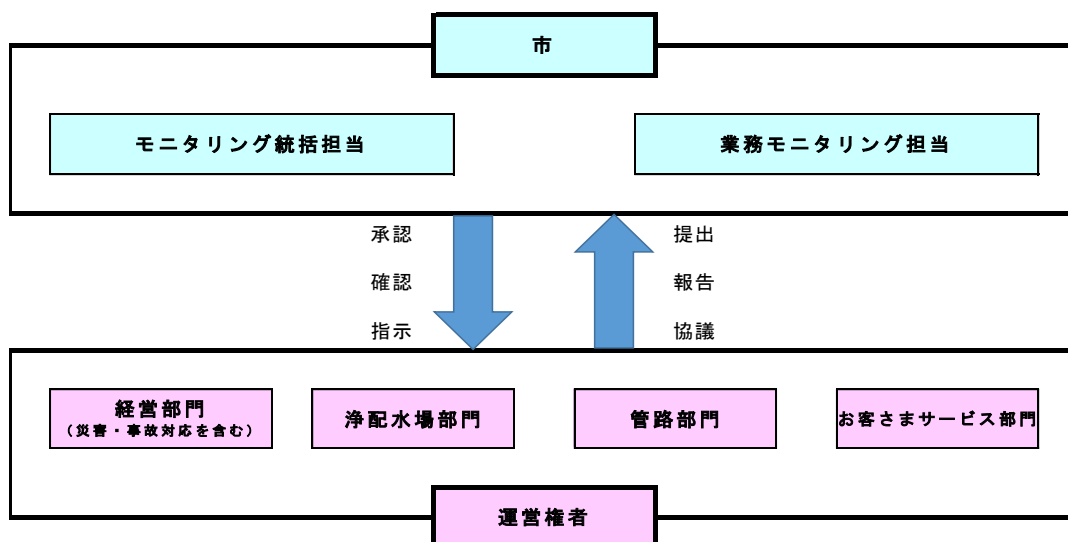 市
モニタリング統括担当
業務モニタリング担当
承認
確認
指示
提出
報告
協議
経営部門
（災害・事故対応を含む）
浄配水場部門
管路部門
お客さまサービス部門
運営権者